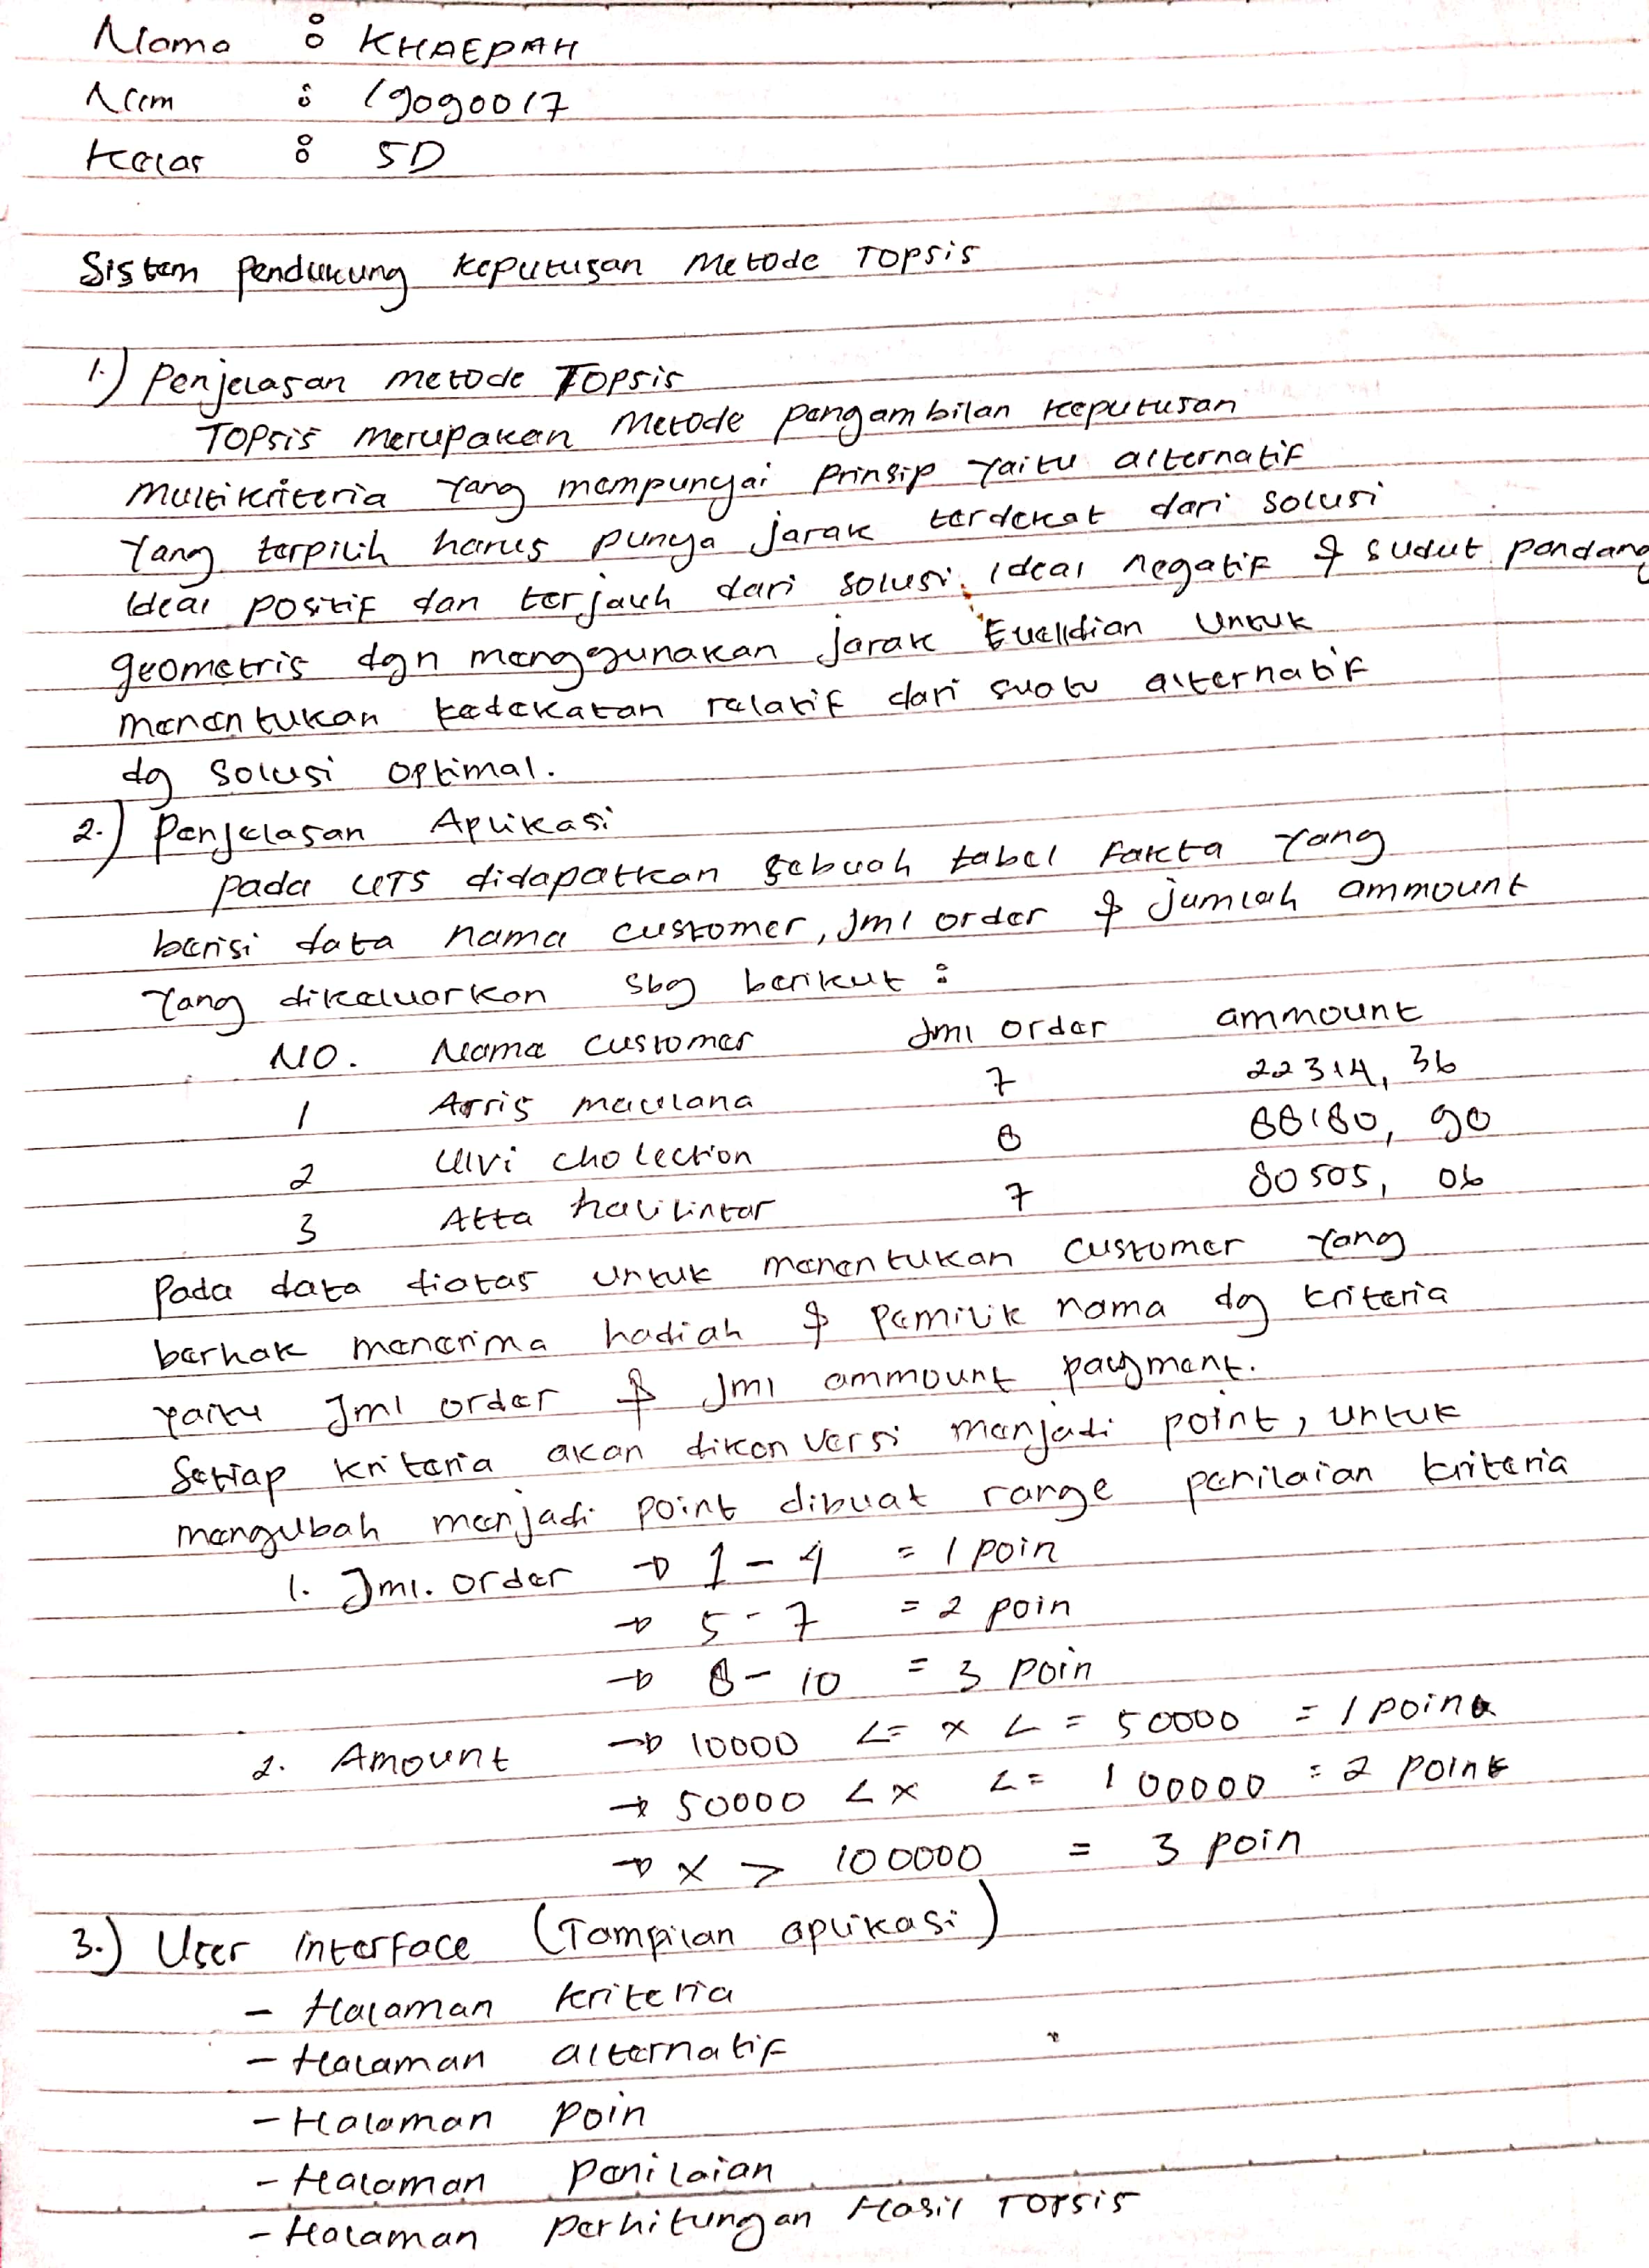 Nama : KHAEPAH
Nim : 19090017
Kelas : 5D
Sistem Pendukung Keputusan Metode TOPSIS
1.) Penjelasan metode TOPSIS
TOPSIS merupakan Metode pengambilan keputusan
multikriteria yang mempunyai prinsip yaitu alternatif
yang terpilih harus punya jarak terdekat dari solusi
ideal positif dan terjauh dari solusi ideal negatif & sudut pandang
geometris dgn menggunakan jarak Euclidian untuk
menentukan kedekatan relatif dari suatu alternatif
dg solusi optimal.
2.) Penjelasan Aplikasi
Pada UTS didapatkan sebuah tabel fakta yang
berisi data nama customer, Jml order & jumlah ammount
yang dikeluarkan sbg berikut :
NO. Nama customer Jml order ammount
1 Arris maulana 7 22314, 36
2 Ulvi cholection 8 88180, 90
3 Atta halilintar 7 80505, 06
Pada data diatas untuk menentukan customer yang
berhak menerima hadiah & pemilik nama dg kriteria
yaitu Jml order & Jml ammount payment.
Setiap kriteria akan dikonversi menjadi point, untuk
mengubah menjadi point dibuat range penilaian kriteria
1. Jml. order → 1 - 4 = 1 poin
→ 5 - 7 = 2 poin
→ 8 - 10 = 3 poin
2. Amount → 10000 <= x <= 50000 = 1 poin
→ 50000 < x <= 100000 = 2 point
→ x > 100000 = 3 poin
3.) User interface (Tampilan aplikasi)
- Halaman kriteria
- Halaman alternatif
- Halaman poin
- Halaman penilaian
- Halaman perhitungan Hasil TOPSIS